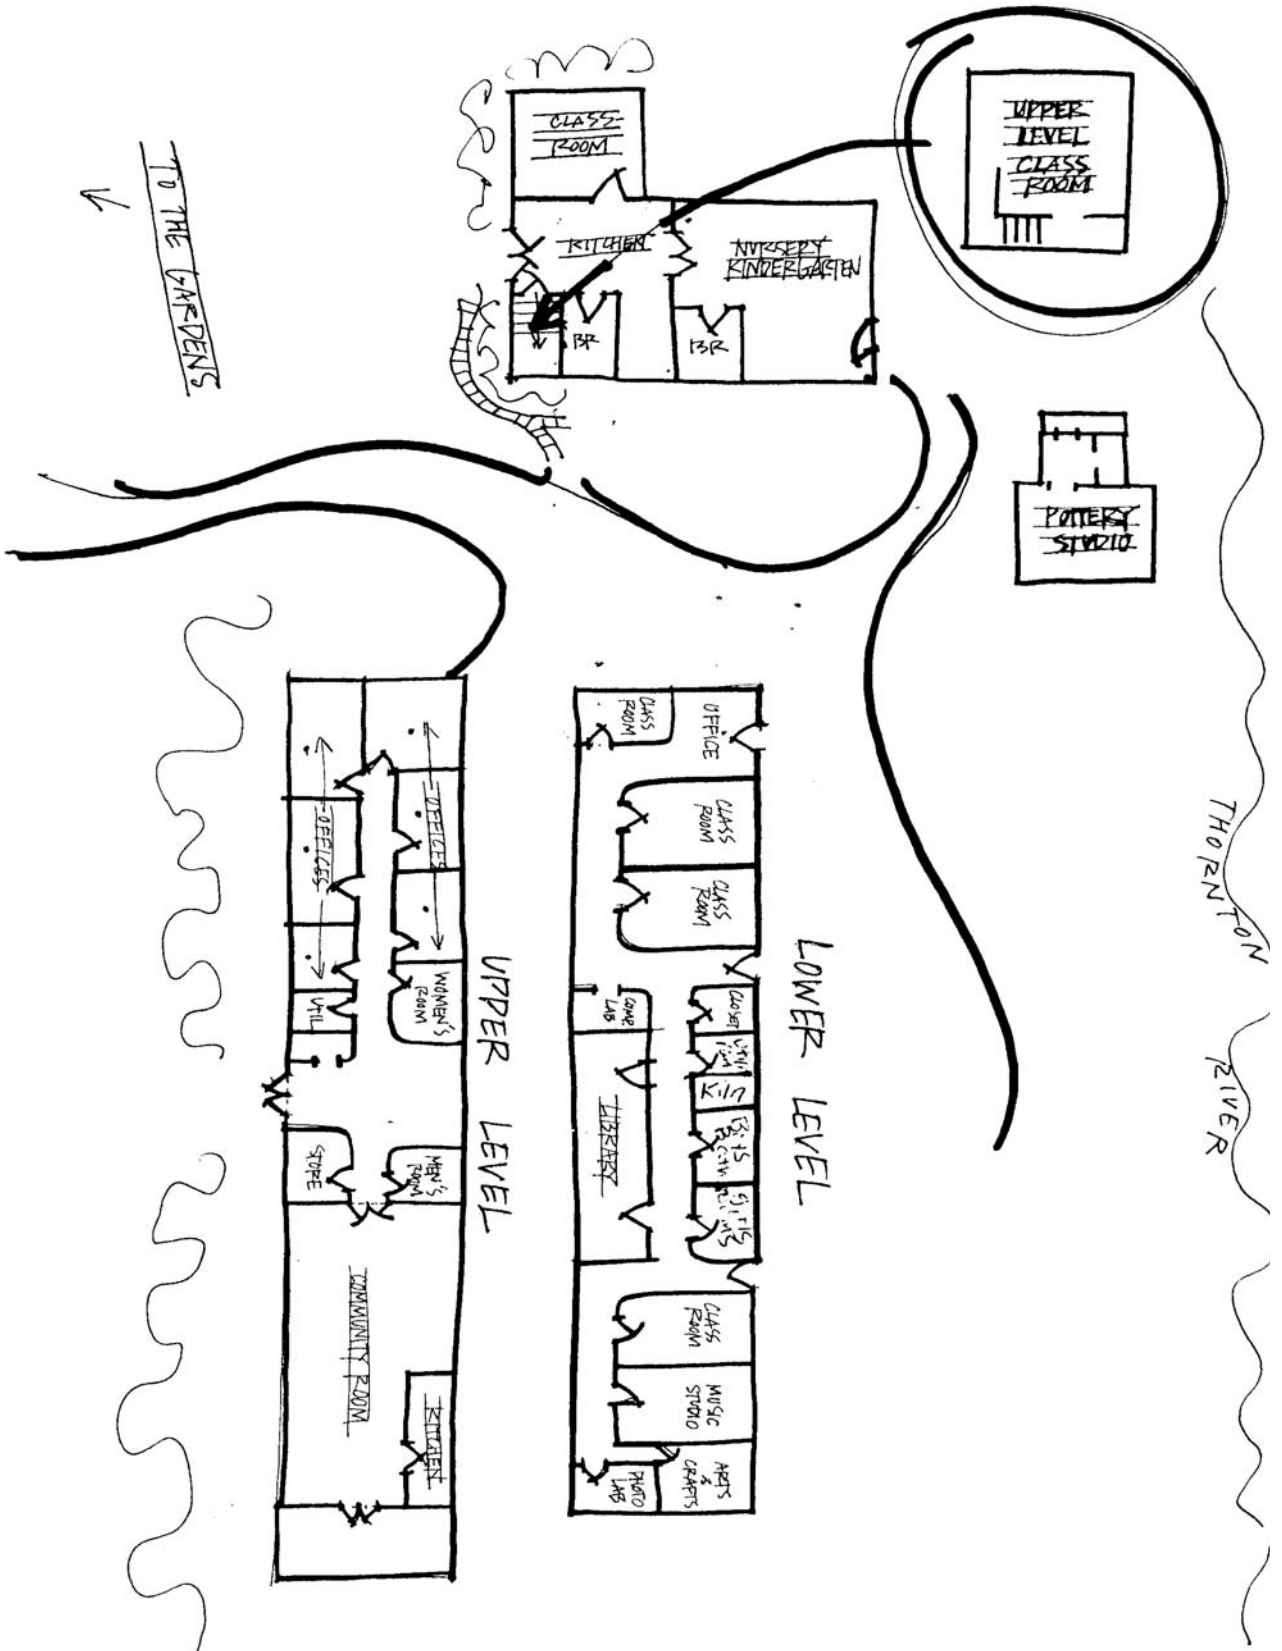 CLASS
ROOM
UPPER
LEVEL
CLASS
ROOM
KITCHEN
NURSERY
KINDERGARTEN
BR
BR
TO THE GARDENS
POTTERY
STUDIO
THORNTON RIVER
CLASS
ROOM
OFFICE
CLASS
ROOM
CLASS
ROOM
LOWER LEVEL
COMP
LAB
CLOSET
Kiln
LIBRARY
CLASS
ROOM
MUSIC
STUDIO
ARTS
&
CRAFTS
PHOTO
LAB
OFFICES
OFFICES
UPPER LEVEL
WOMEN'S
ROOM
UTIL
STORE
MEN'S
ROOM
COMMUNITY ROOM
KITCHEN